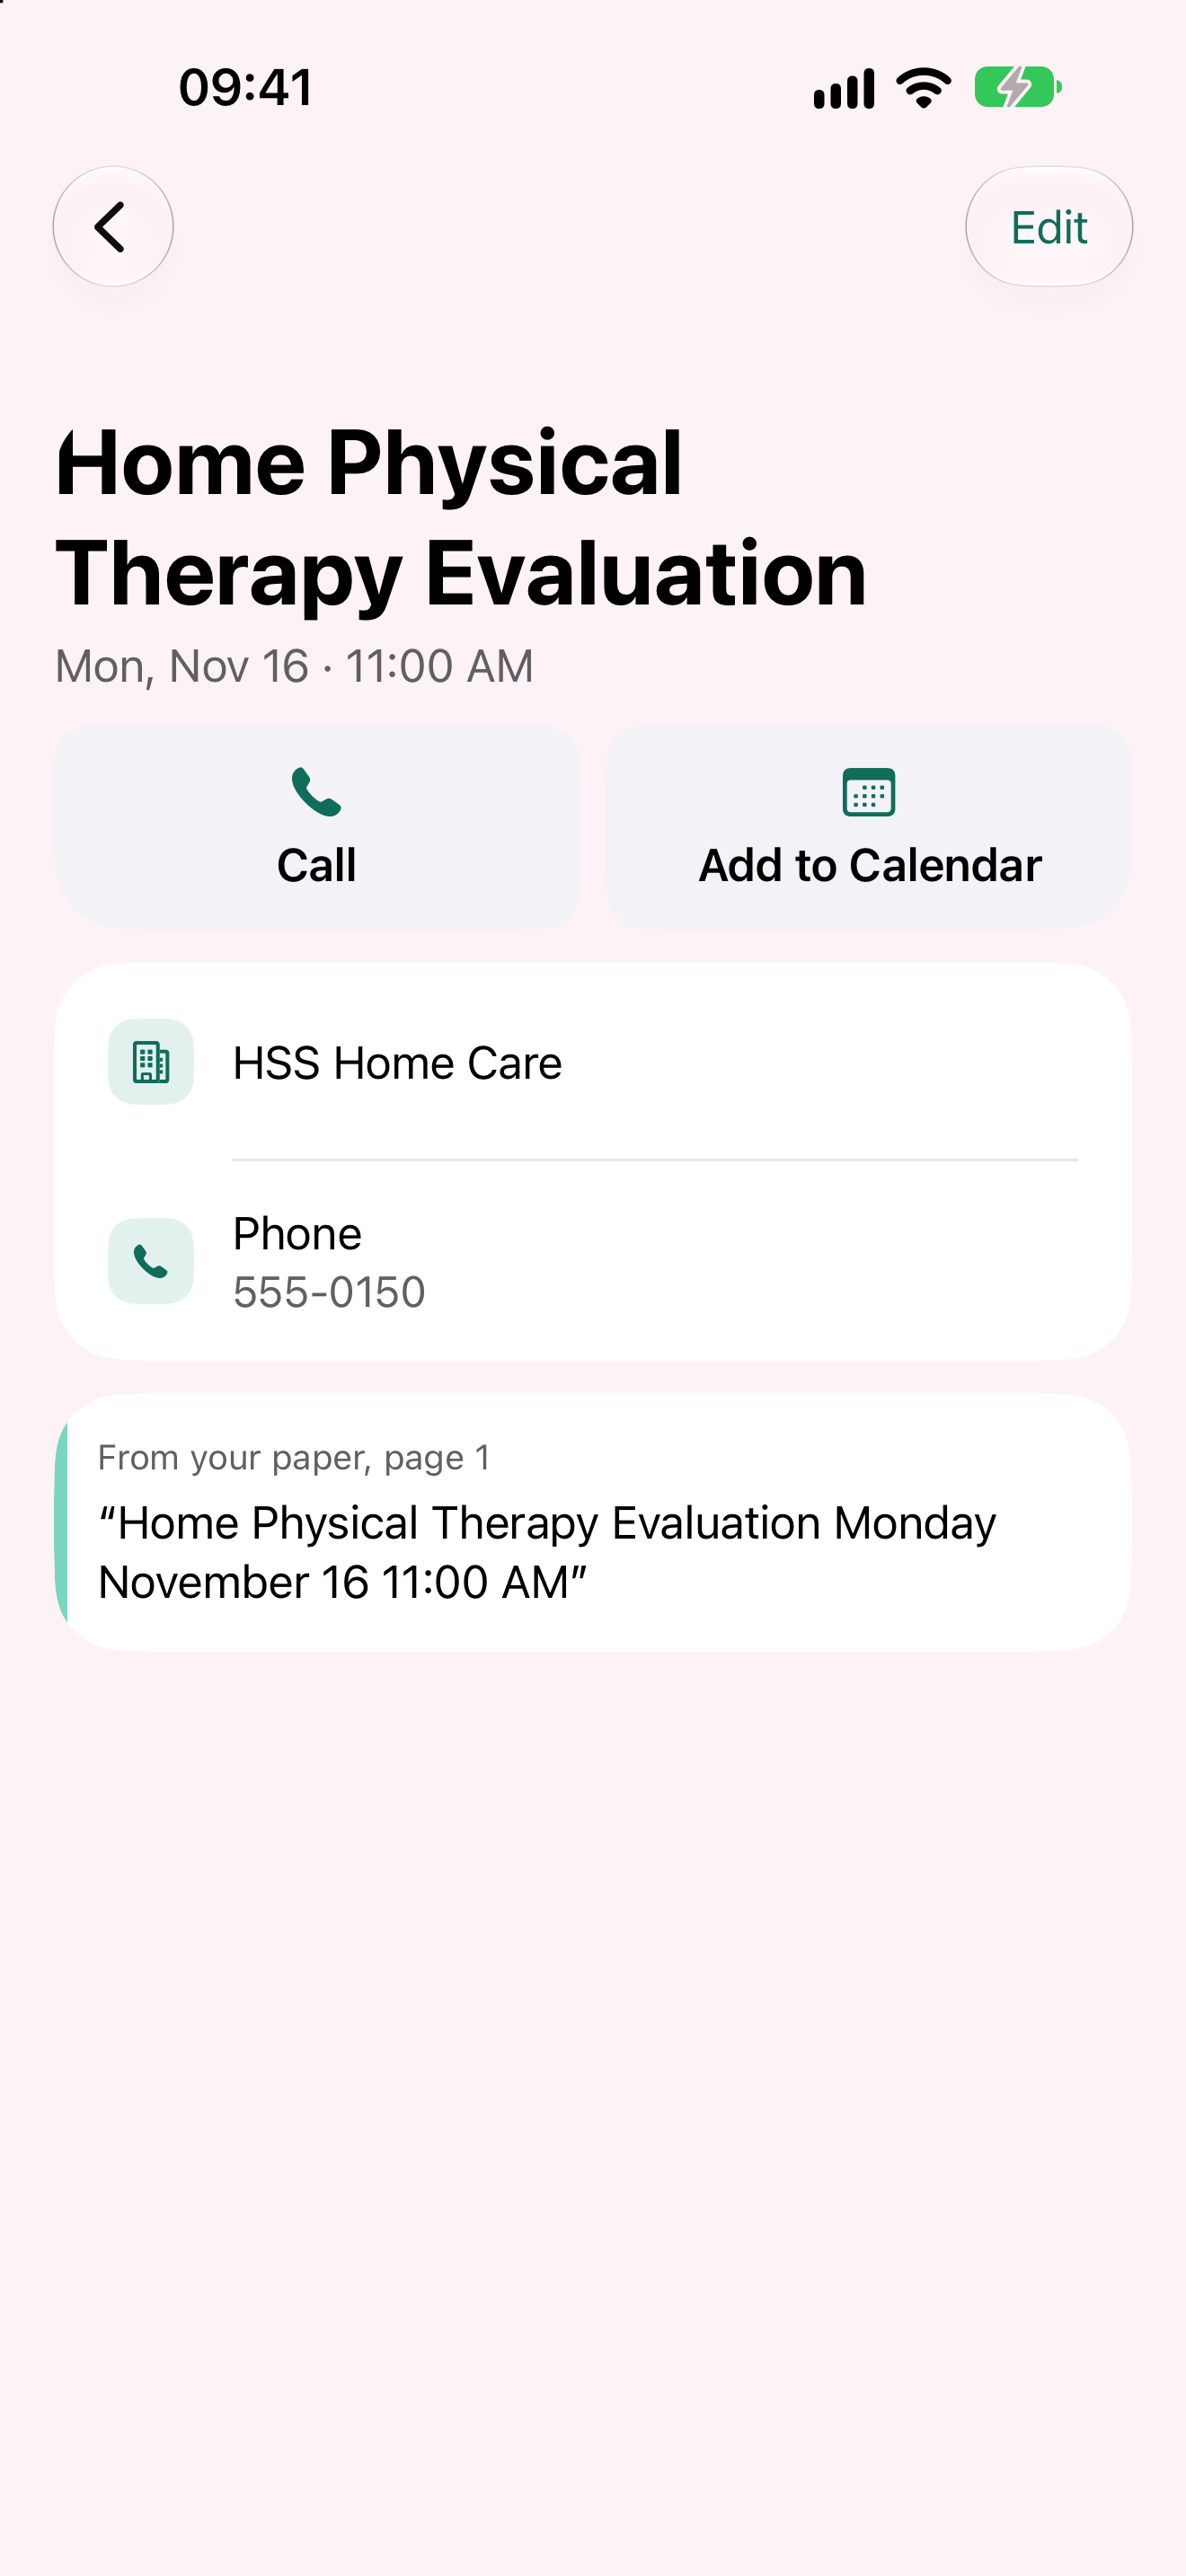 09:41
Edit
Home Physical
Therapy Evaluation
Mon, Nov 16 · 11:00 AM
Call
Add to Calendar
HSS Home Care
Phone
555-0150
From your paper, page 1
“Home Physical Therapy Evaluation Monday
November 16 11:00 AM”